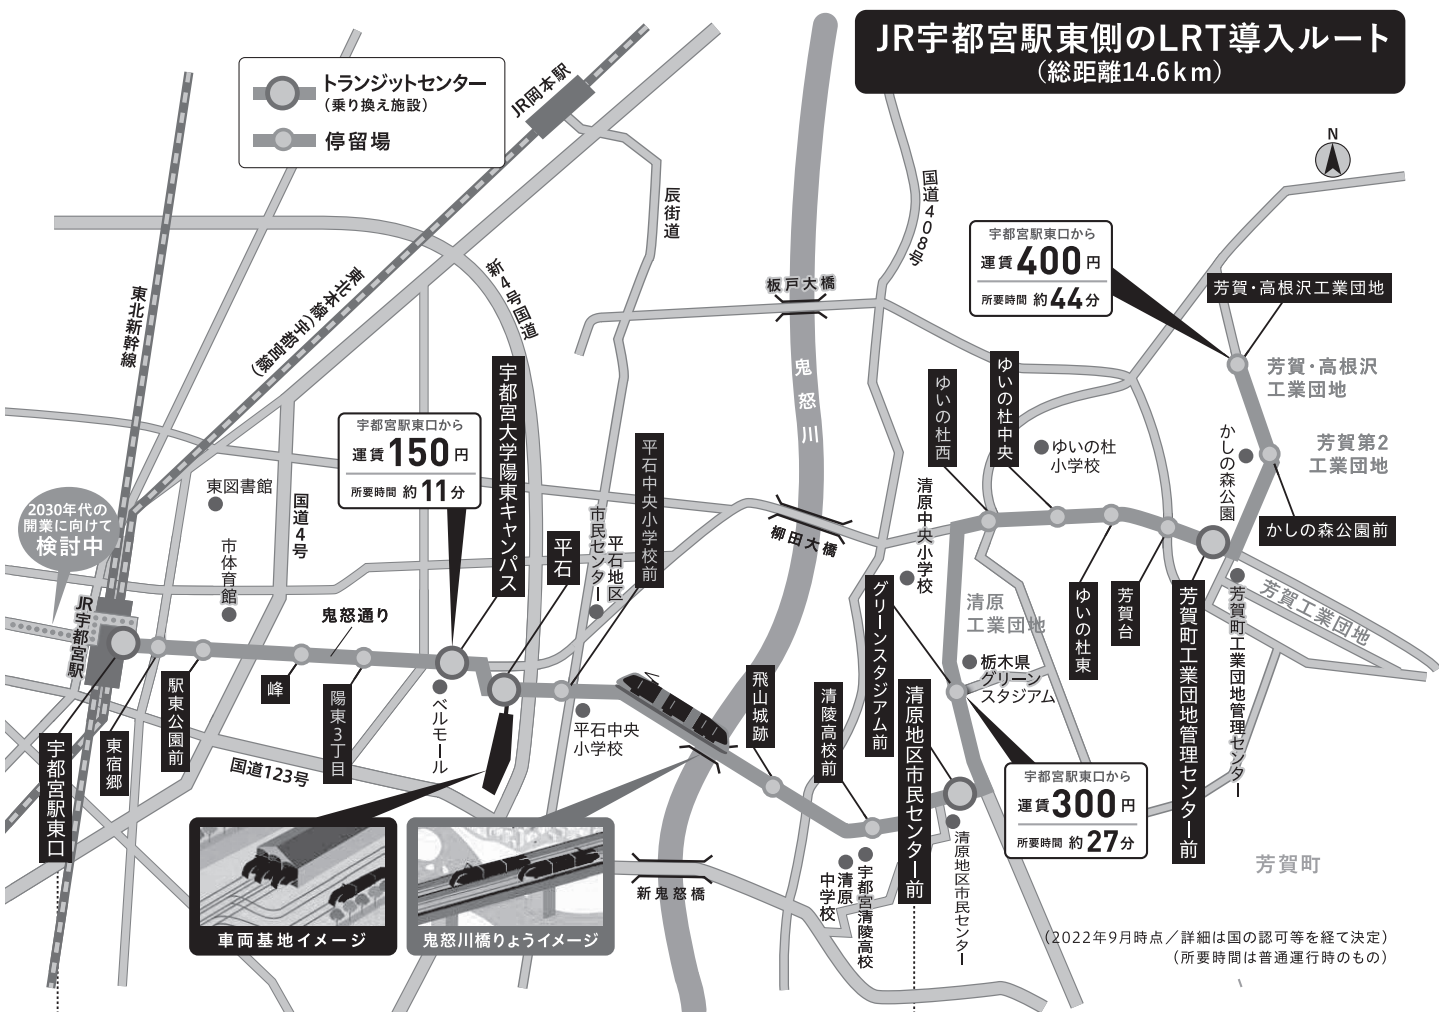 JR宇都宮駅東側のLRT導入ルート
（総距離14.6km）
トランジットセンター
（乗り換え施設）
停留場
N
JR岡本駅
辰街道
国道408号
新4号国道
東北新幹線
東北本線（宇都宮線）
板戸大橋
鬼怒川
宇都宮駅東口から
運賃400円
所要時間 約44分
芳賀・高根沢工業団地
芳賀・高根沢
工業団地
芳賀第2
工業団地
かしの森公園
かしの森公園前
ゆいの杜西
ゆいの杜中央
ゆいの杜
小学校
宇都宮大学陽東キャンパス
宇都宮駅東口から
運賃150円
所要時間 約11分
平石中央小学校前
平石
平石地区
市民センター
東図書館
国道4号
市体育館
2030年代の
開業に向けて
検討中
JR宇都宮駅
鬼怒通り
柳田大橋
清原中央小学校
グリーンスタジアム前
清原
工業団地
栃木県
グリーン
スタジアム
ゆいの杜東
芳賀台
芳賀町工業団地管理センター前
芳賀町工業団地管理センター
芳賀工業団地
宇都宮駅東口
東宿郷
駅東公園前
峰
陽東3丁目
ベルモール
国道123号
平石中央
小学校
飛山城跡
清陵高校前
清原地区市民センター前
宇都宮駅東口から
運賃300円
所要時間 約27分
清原地区市民センター
清原
中学校
宇都宮清陵高校
新鬼怒橋
芳賀町
車両基地イメージ
鬼怒川橋りょうイメージ
（2022年9月時点／詳細は国の認可等を経て決定）
（所要時間は普通運行時のもの）